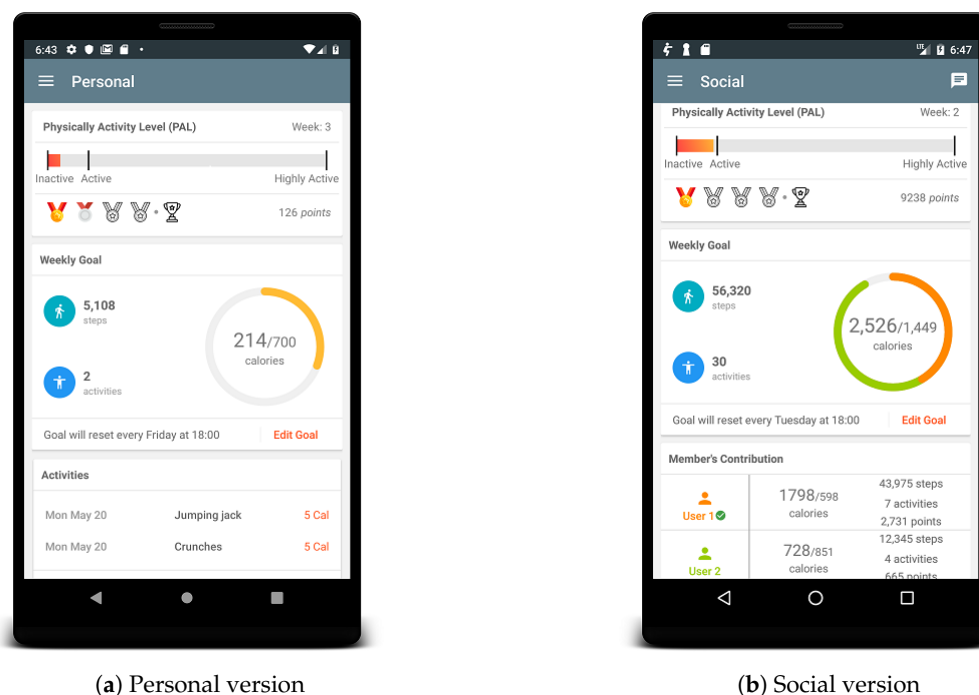 6:43
Personal
Physically Activity Level (PAL) Week: 3
Inactive Active Highly Active
126 points
Weekly Goal
5,108
steps
214/700
calories
2
activities
Goal will reset every Friday at 18:00 Edit Goal
Activities
Mon May 20 Jumping jack 5 Cal
Mon May 20 Crunches 5 Cal
(a) Personal version
LTE 6:47
Social
Physically Activity Level (PAL) Week: 2
Inactive Active Highly Active
9238 points
Weekly Goal
56,320
steps
2,526/1,449
calories
30
activities
Goal will reset every Tuesday at 18:00 Edit Goal
Member's Contribution
User 1
1798/598
calories
43,975 steps
7 activities
2,731 points
User 2
728/851
calories
12,345 steps
4 activities
665 points
(b) Social version